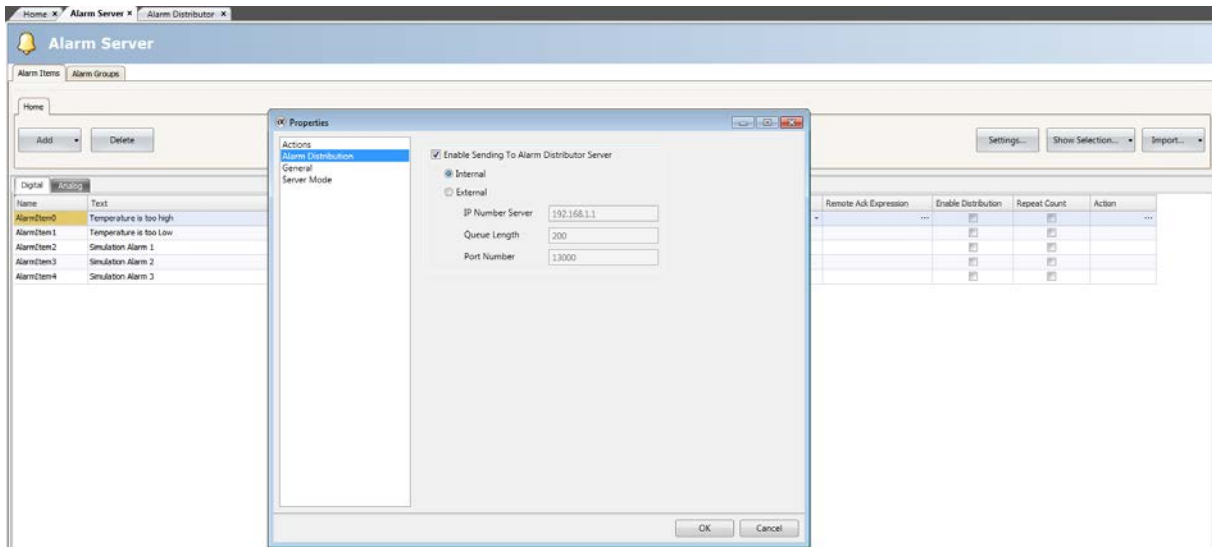 Home × Alarm Server × Alarm Distributor ×
Alarm Server
Alarm Items Alarm Groups
Home
Add Delete Settings... Show Selection... Import...
Digital Analog
Name Text Remote Ack Expression Enable Distribution Repeat Count Action
AlarmItem0 Temperature is too high ... ...
AlarmItem1 Temperature is too Low
AlarmItem2 Simulation Alarm 1
AlarmItem3 Simulation Alarm 2
AlarmItem4 Simulation Alarm 3
Properties
Actions
Alarm Distribution
General
Server Mode
Enable Sending To Alarm Distributor Server
Internal
External
IP Number Server 192.168.1.1
Queue Length 200
Port Number 13000
OK Cancel